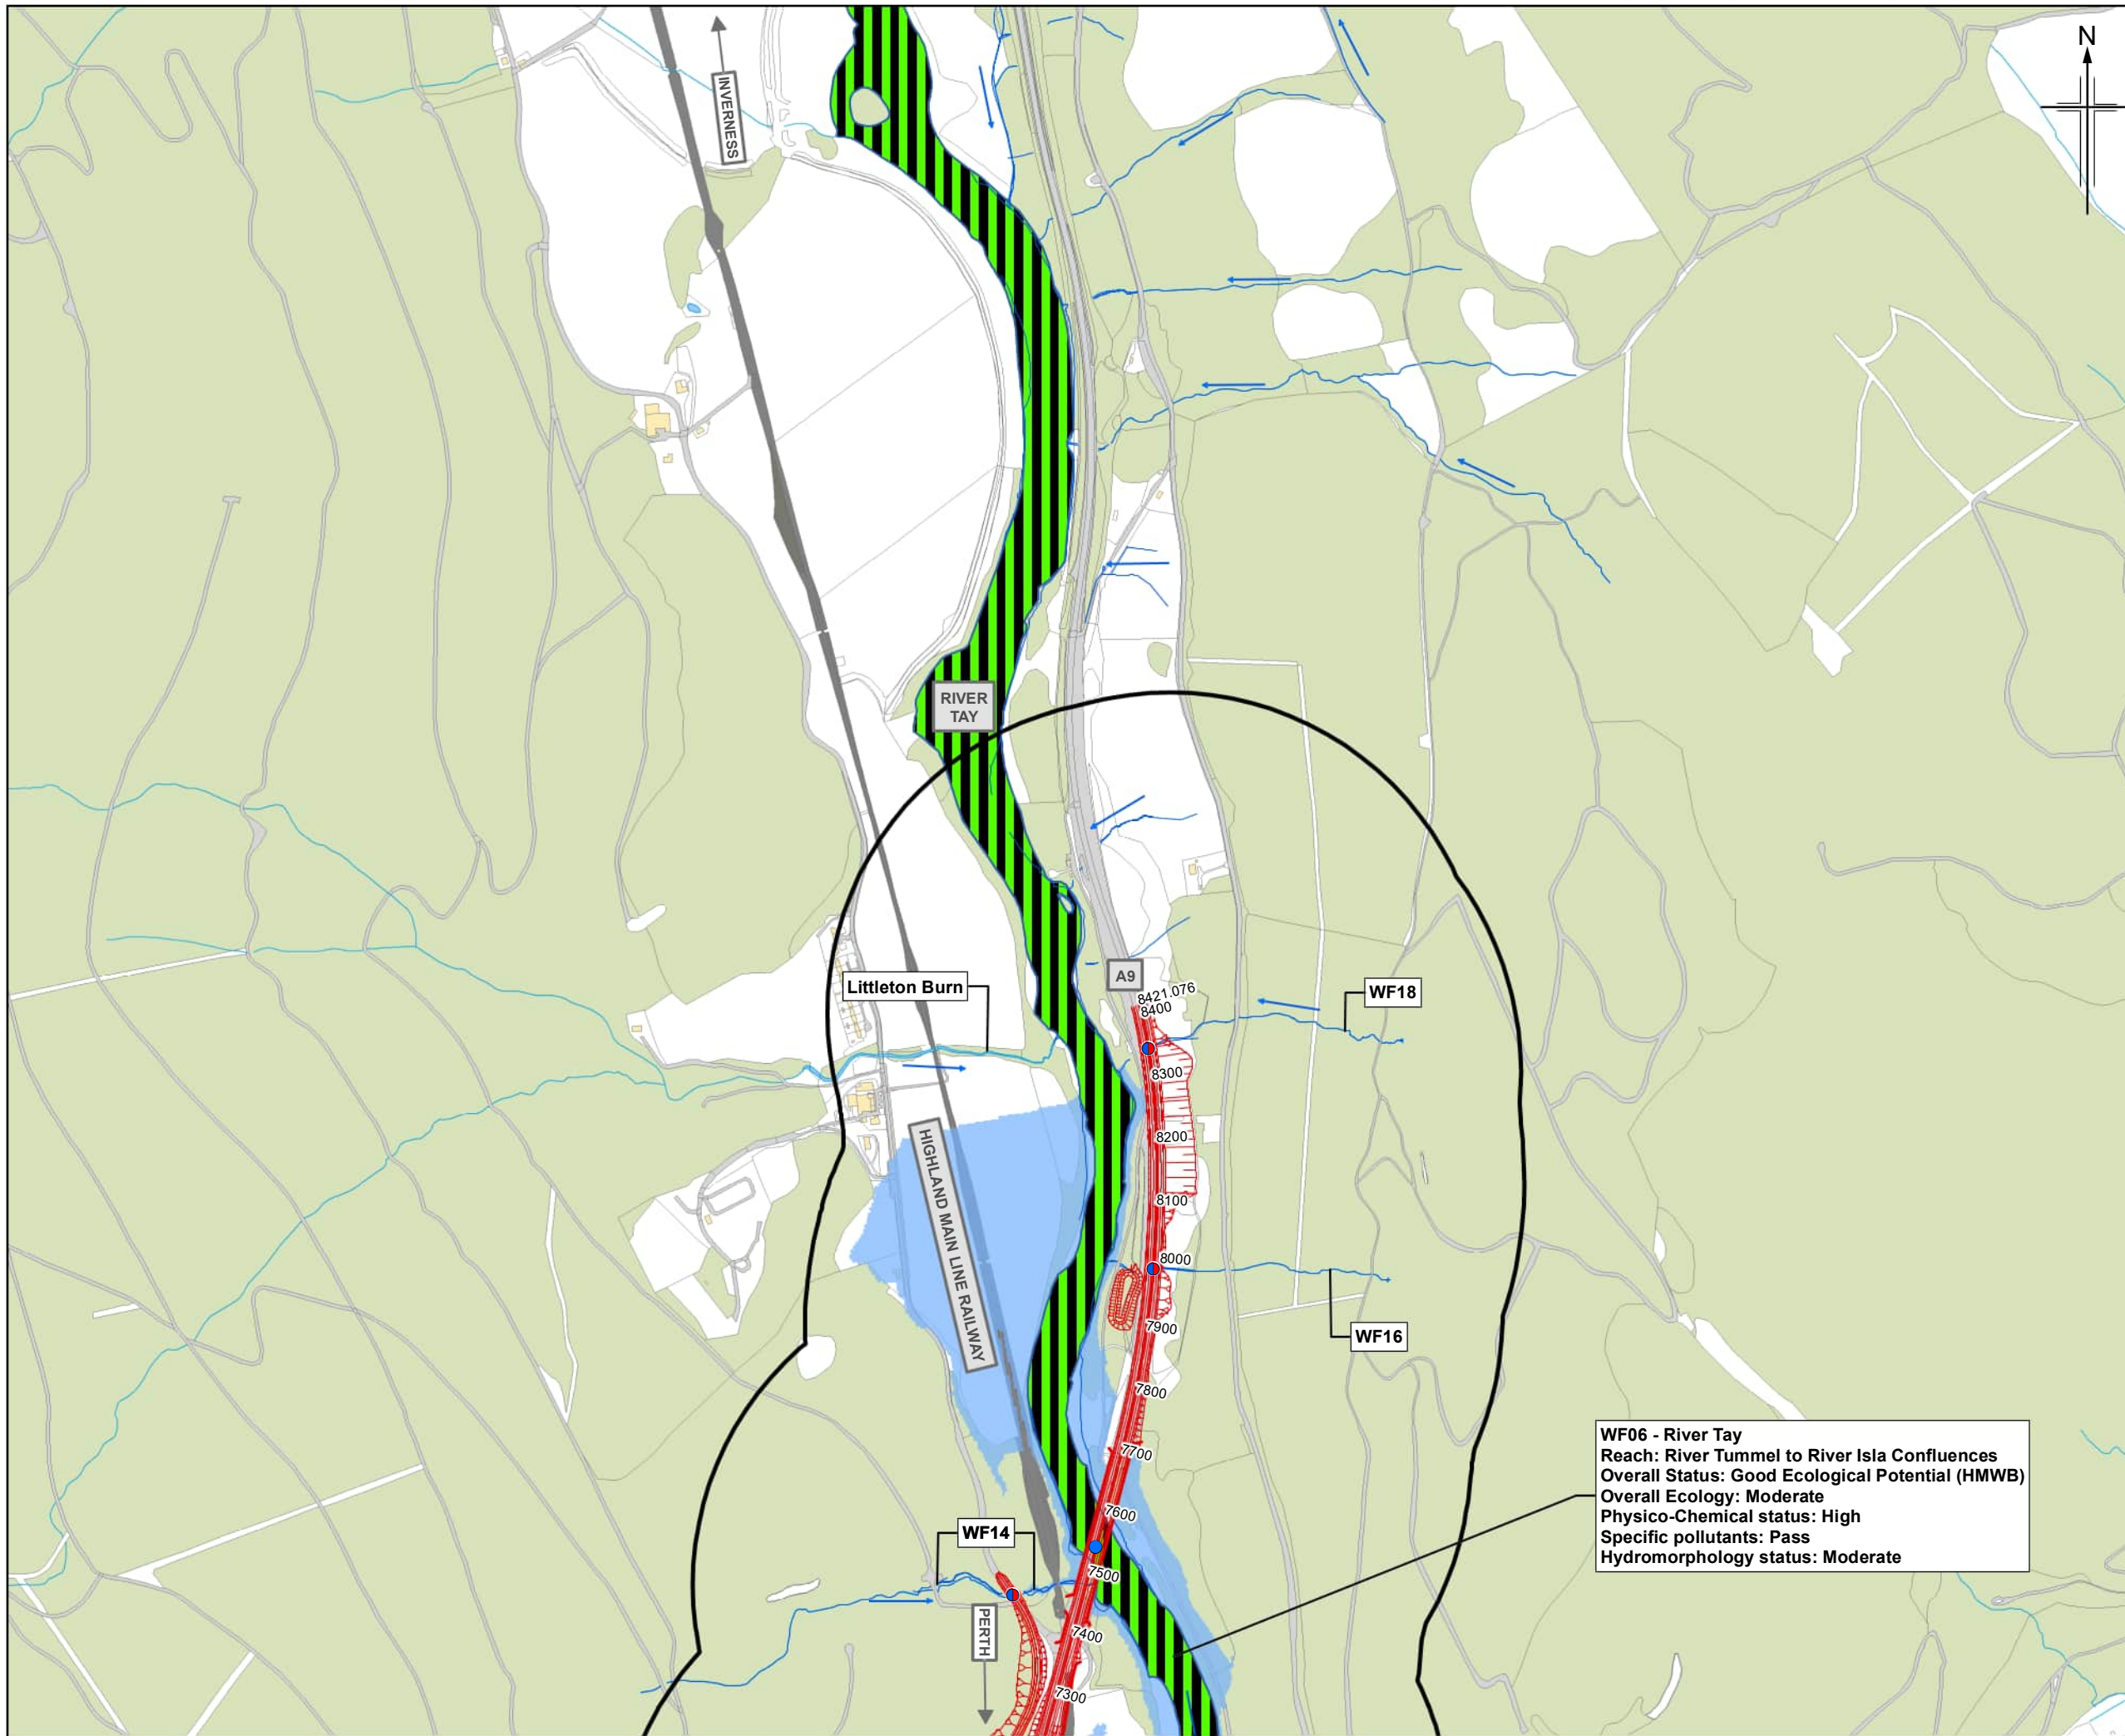 N
INVERNESS
RIVER
TAY
A9
8421.076
8400
Littleton Burn
WF18
8300
8200
HIGHLAND MAIN LINE RAILWAY
8100
8000
7900
WF16
7800
7700
WF06 - River Tay
Reach: River Tummel to River Isla Confluences
Overall Status: Good Ecological Potential (HMWB)
Overall Ecology: Moderate
Physico-Chemical status: High
Specific pollutants: Pass
Hydromorphology status: Moderate
7600
WF14
7500
PERTH
7400
7300